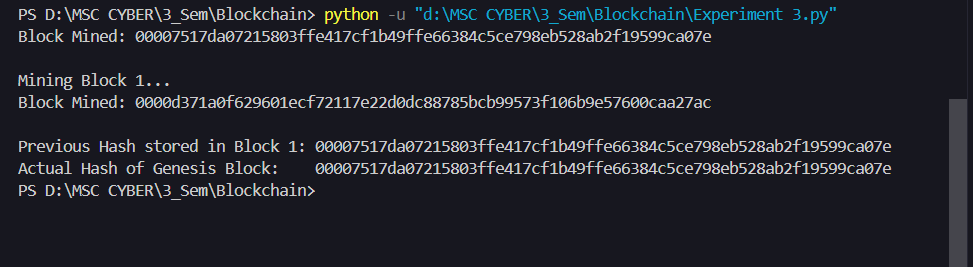 PS D:\MSC CYBER\3_Sem\Blockchain> python -u "d:\MSC CYBER\3_Sem\Blockchain\Experiment 3.py"
Block Mined: 00007517da07215803ffe417cf1b49ffe66384c5ce798eb528ab2f19599ca07e
Mining Block 1...
Block Mined: 0000d371a0f629601ecf72117e22d0dc88785bcb99573f106b9e57600caa27ac
Previous Hash stored in Block 1: 00007517da07215803ffe417cf1b49ffe66384c5ce798eb528ab2f19599ca07e
Actual Hash of Genesis Block:    00007517da07215803ffe417cf1b49ffe66384c5ce798eb528ab2f19599ca07e
PS D:\MSC CYBER\3_Sem\Blockchain>